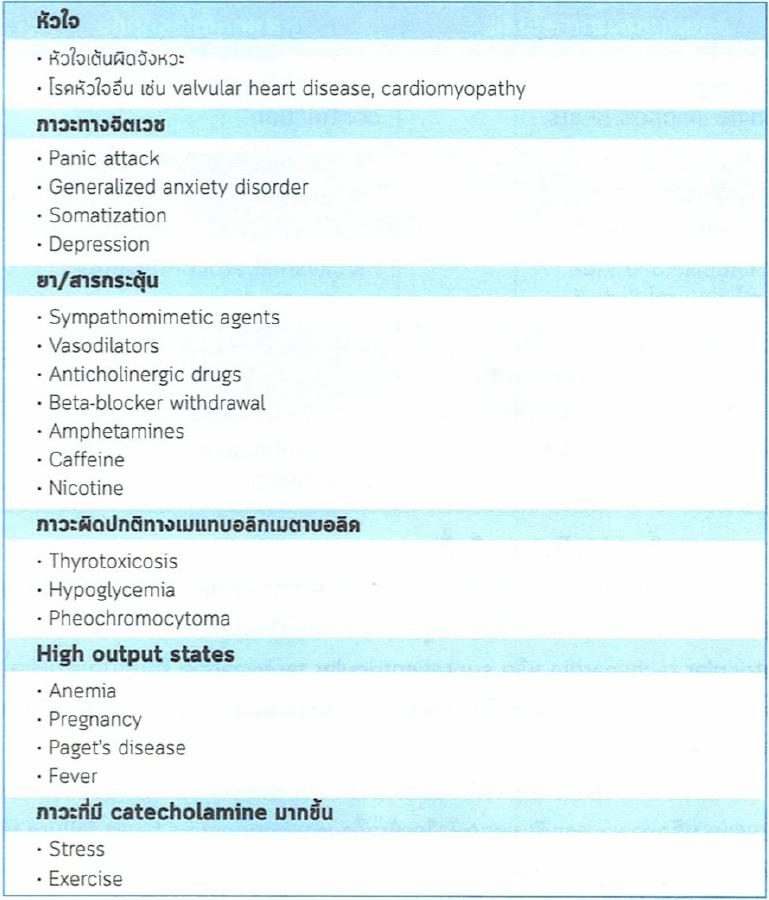 หัวใจ
· หัวใจเต้นผิดจังหวะ
· โรคหัวใจอื่น เช่น valvular heart disease, cardiomyopathy
ภาวะทางจิตเวช
· Panic attack
· Generalized anxiety disorder
· Somatization
· Depression
ยา/สารกระตุ้น
· Sympathomimetic agents
· Vasodilators
· Anticholinergic drugs
· Beta-blocker withdrawal
· Amphetamines
· Caffeine
· Nicotine
ภาวะผิดปกติทางเมแทบอลิกเมตาบอลิค
· Thyrotoxicosis
· Hypoglycemia
· Pheochromocytoma
High output states
· Anemia
· Pregnancy
· Paget's disease
· Fever
ภาวะที่มี catecholamine มากขึ้น
· Stress
· Exercise